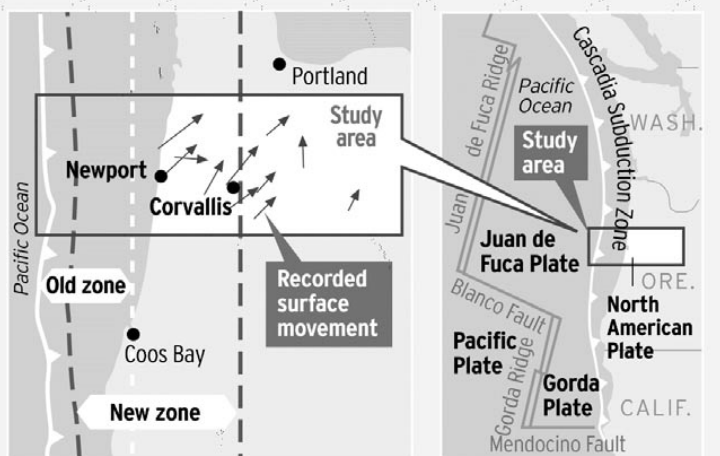 Portland
Study
area
Newport
Corvallis
Pacific Ocean
Old zone
Recorded
surface
movement
Coos Bay
New zone
Juan de Fuca Ridge
Pacific
Ocean
Cascadia Subduction Zone
WASH.
Study
area
Juan de
Fuca Plate
ORE.
Blanco Fault
North
American
Plate
Pacific
Plate
Gorda Ridge
Gorda
Plate
CALIF.
Mendocino Fault